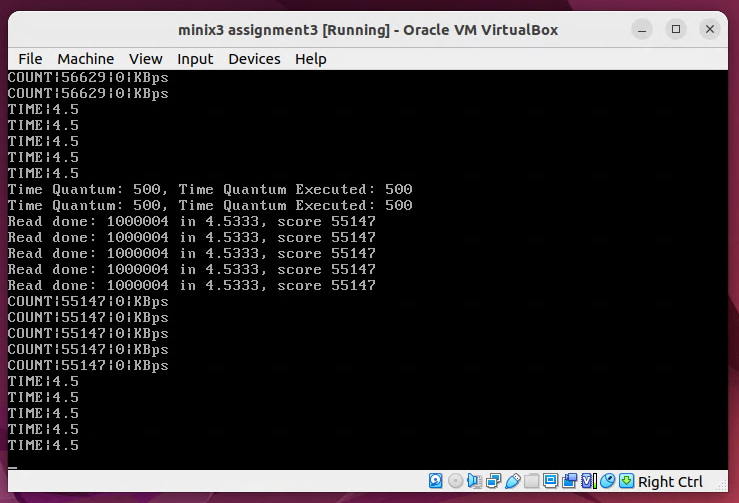 minix3 assignment3 [Running] - Oracle VM VirtualBox
File Machine View Input Devices Help
COUNT|56629|0|KBps
COUNT|56629|0|KBps
TIME|4.5
TIME|4.5
TIME|4.5
TIME|4.5
TIME|4.5
Time Quantum: 500, Time Quantum Executed: 500
Time Quantum: 500, Time Quantum Executed: 500
Read done: 1000004 in 4.5333, score 55147
Read done: 1000004 in 4.5333, score 55147
Read done: 1000004 in 4.5333, score 55147
Read done: 1000004 in 4.5333, score 55147
Read done: 1000004 in 4.5333, score 55147
COUNT|55147|0|KBps
COUNT|55147|0|KBps
COUNT|55147|0|KBps
COUNT|55147|0|KBps
COUNT|55147|0|KBps
TIME|4.5
TIME|4.5
TIME|4.5
TIME|4.5
TIME|4.5
Right Ctrl